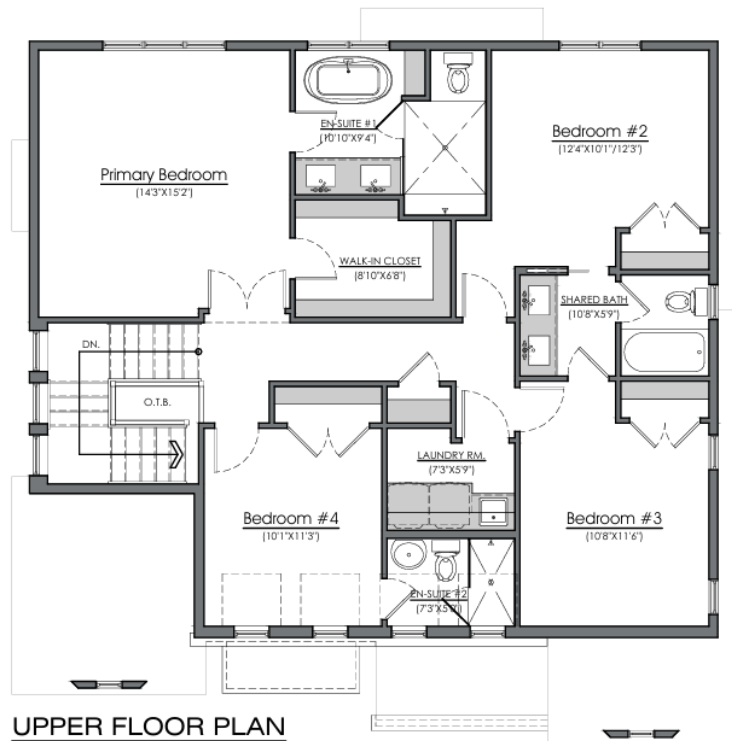 EN-SUITE #1
(10'10"X9'4")
Bedroom #2
(12'4"X10'1"/12'3")
Primary Bedroom
(14'3"X15'2")
WALK-IN CLOSET
(8'10"X6'8")
SHARED BATH
(10'8"X5'9")
DN.
O.T.B.
LAUNDRY RM.
(7'3"X5'9")
Bedroom #4
(10'1"X11'3")
Bedroom #3
(10'8"X11'6")
EN-SUITE #2
UPPER FLOOR PLAN